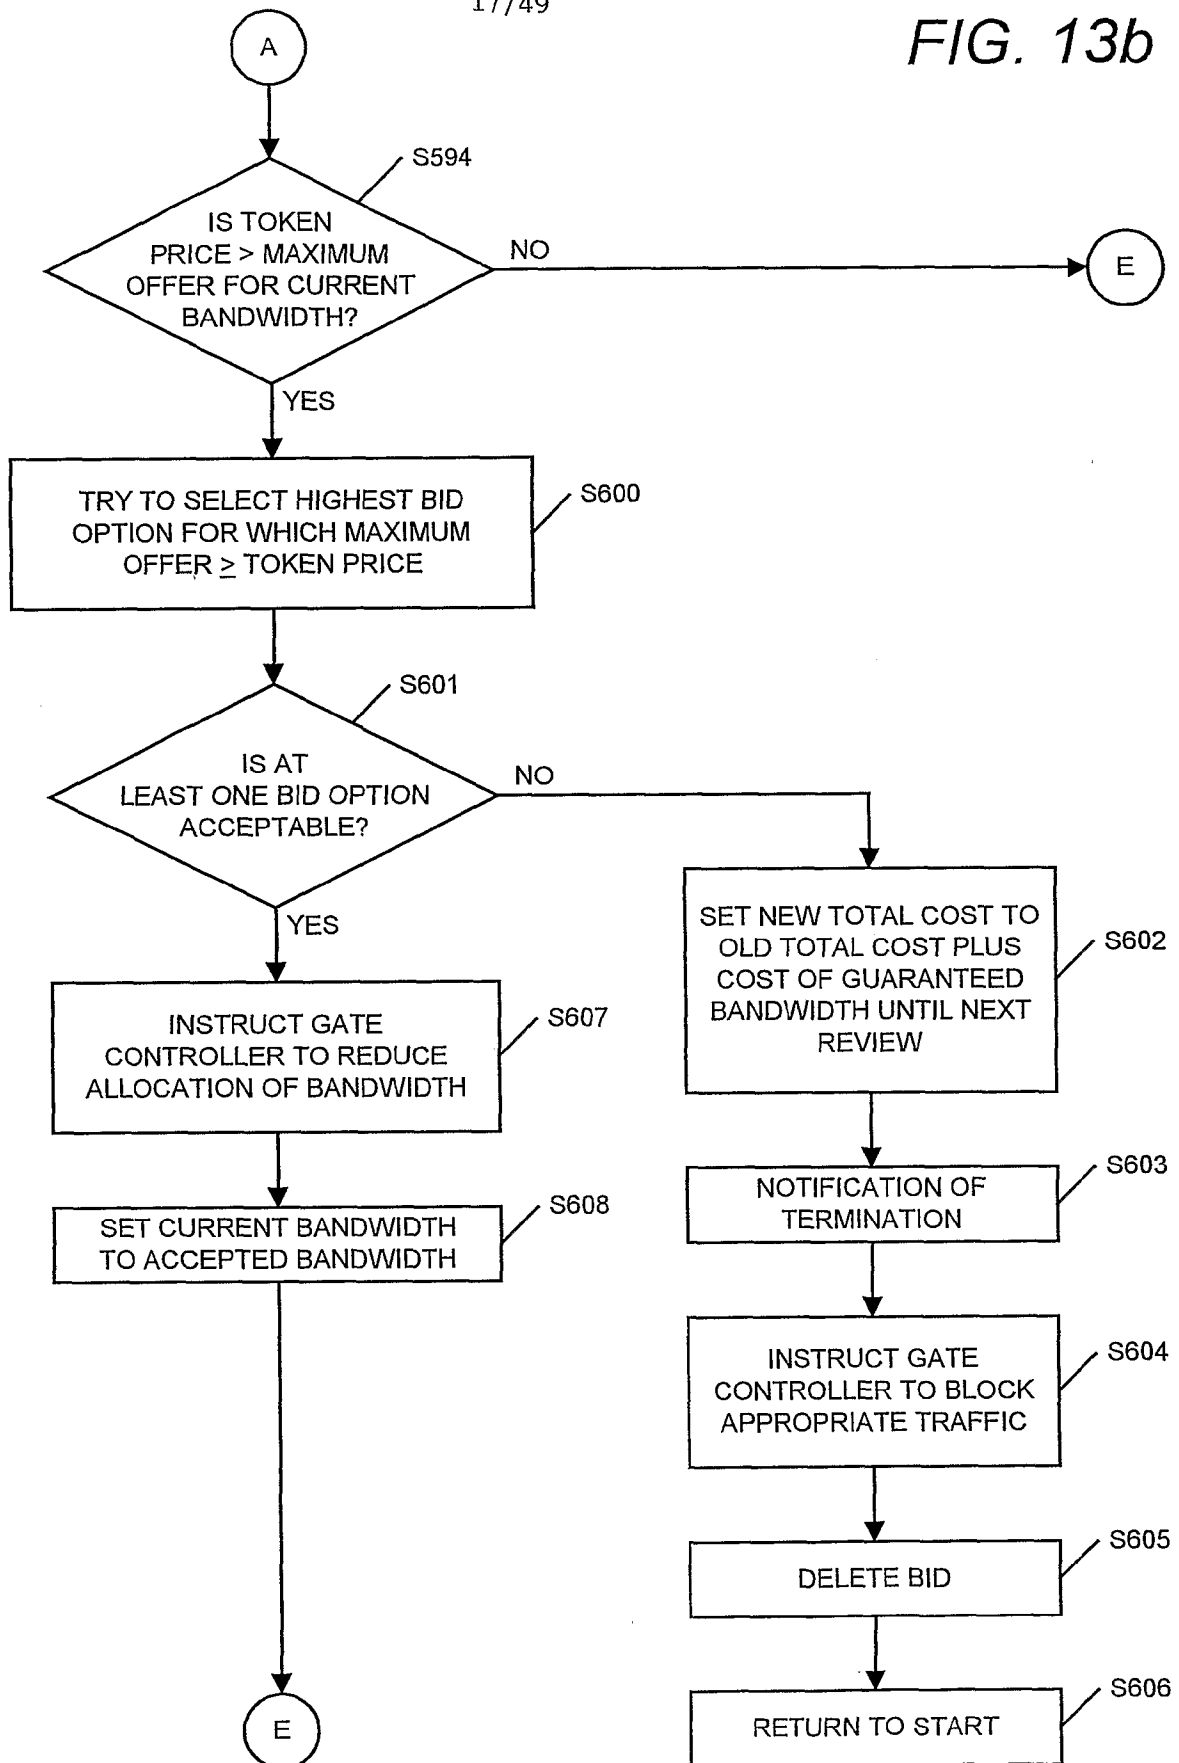 17/49
FIG. 13b
A
S594
IS TOKEN
PRICE > MAXIMUM
OFFER FOR CURRENT
BANDWIDTH?
NO
E
YES
TRY TO SELECT HIGHEST BID
OPTION FOR WHICH MAXIMUM
OFFER ≥ TOKEN PRICE
S600
S601
IS AT
LEAST ONE BID OPTION
ACCEPTABLE?
NO
YES
SET NEW TOTAL COST TO
OLD TOTAL COST PLUS
COST OF GUARANTEED
BANDWIDTH UNTIL NEXT
REVIEW
S602
INSTRUCT GATE
CONTROLLER TO REDUCE
ALLOCATION OF BANDWIDTH
S607
NOTIFICATION OF
TERMINATION
S603
SET CURRENT BANDWIDTH
TO ACCEPTED BANDWIDTH
S608
INSTRUCT GATE
CONTROLLER TO BLOCK
APPROPRIATE TRAFFIC
S604
DELETE BID
S605
RETURN TO START
S606
E